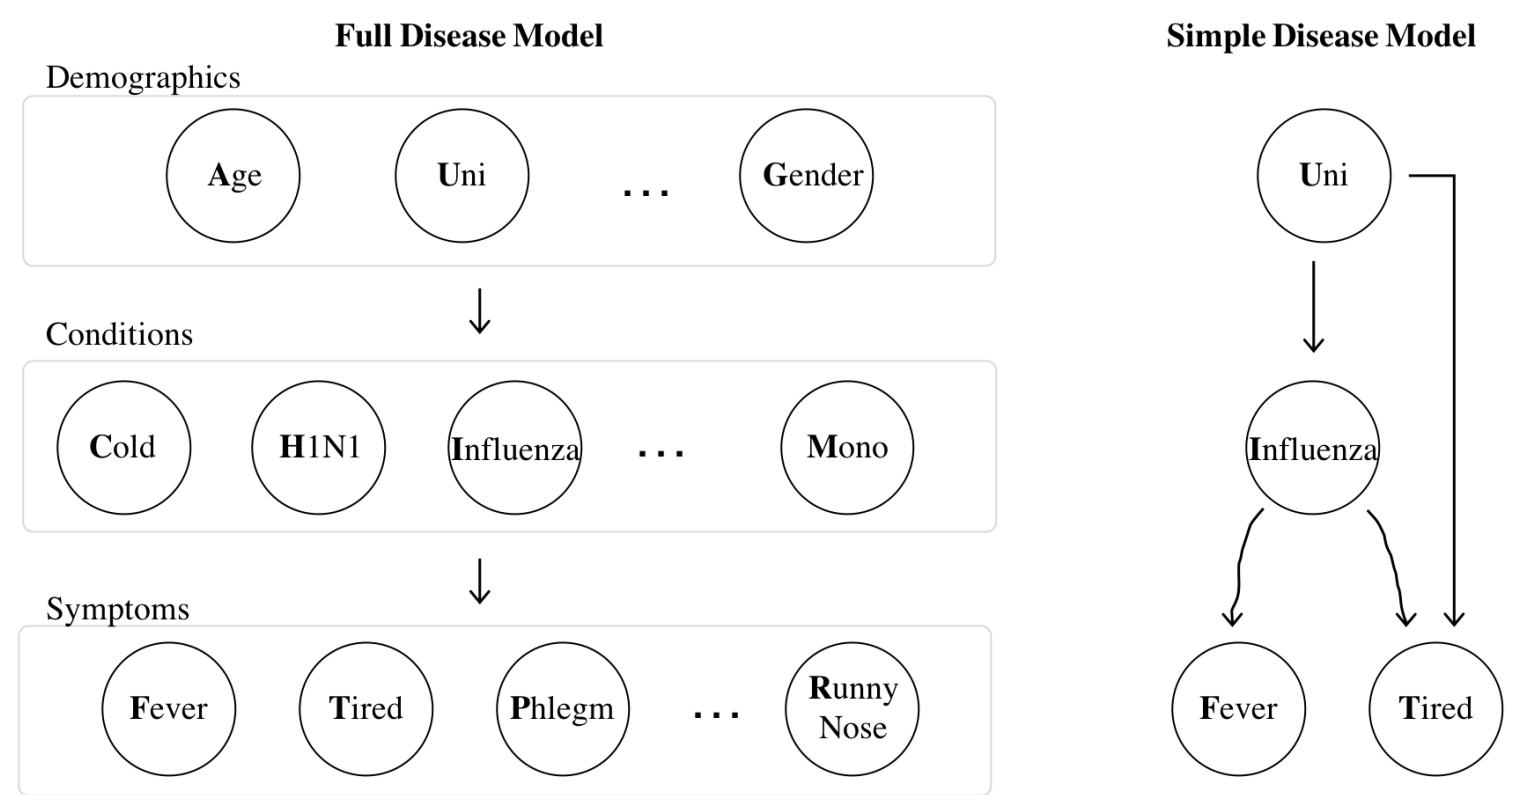 Full Disease Model
Simple Disease Model
Demographics
Age
Uni
...
Gender
Uni
Conditions
Cold
H1N1
Influenza
...
Mono
Influenza
Symptoms
Fever
Tired
Phlegm
...
Runny
Nose
Fever
Tired